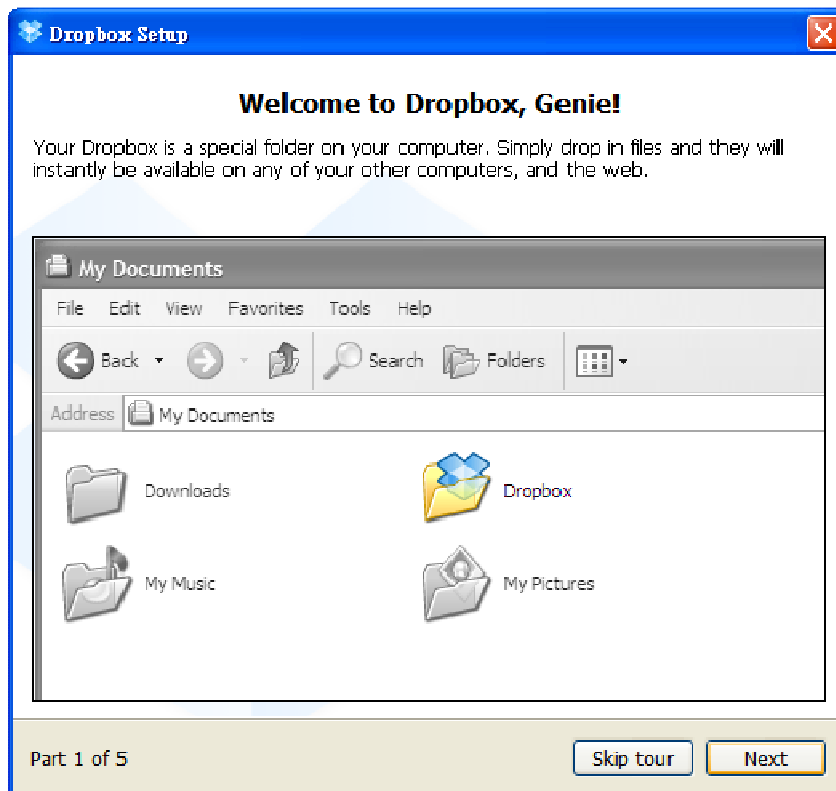 Dropbox Setup
Welcome to Dropbox, Genie!
Your Dropbox is a special folder on your computer. Simply drop in files and they will
instantly be available on any of your other computers, and the web.
My Documents
File Edit View Favorites Tools Help
Back Search Folders
Address My Documents
Downloads Dropbox
My Music My Pictures
Part 1 of 5 Skip tour Next